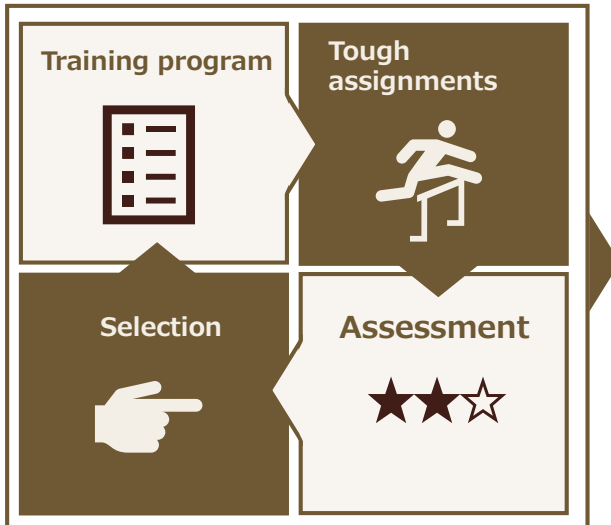 Training program
Tough
assignments
Selection
Assessment